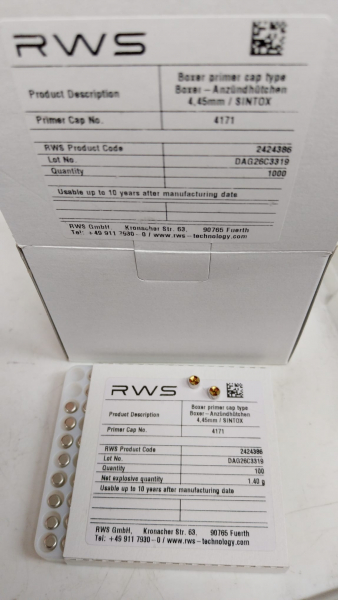 RWS
Product Description
Boxer primer cap type
Boxer - Anzündhütchen
4,45mm / SINTOX
Primer Cap No. 4171
RWS Product Code 2424386
Lot No. DAG26C3319
Quantity 1000
Usable up to 10 years after manufacturing date
RWS GmbH, Kronacher Str. 63, 90765 Fuerth
Tel: +49 911 7930-0 / www.rws-technology.com
RWS
Product Description
Boxer primer cap type
Boxer - Anzündhütchen
4,45mm / SINTOX
Primer Cap No. 4171
RWS Product Code 2424386
Lot No. DAG26C3319
Quantity 100
Net explosive quantity 1.40 g
Usable up to 10 years after manufacturing date
RWS GmbH, Kronacher Str. 63, 90765 Fuerth
Tel: +49 911 7930-0 / www.rws-technology.com